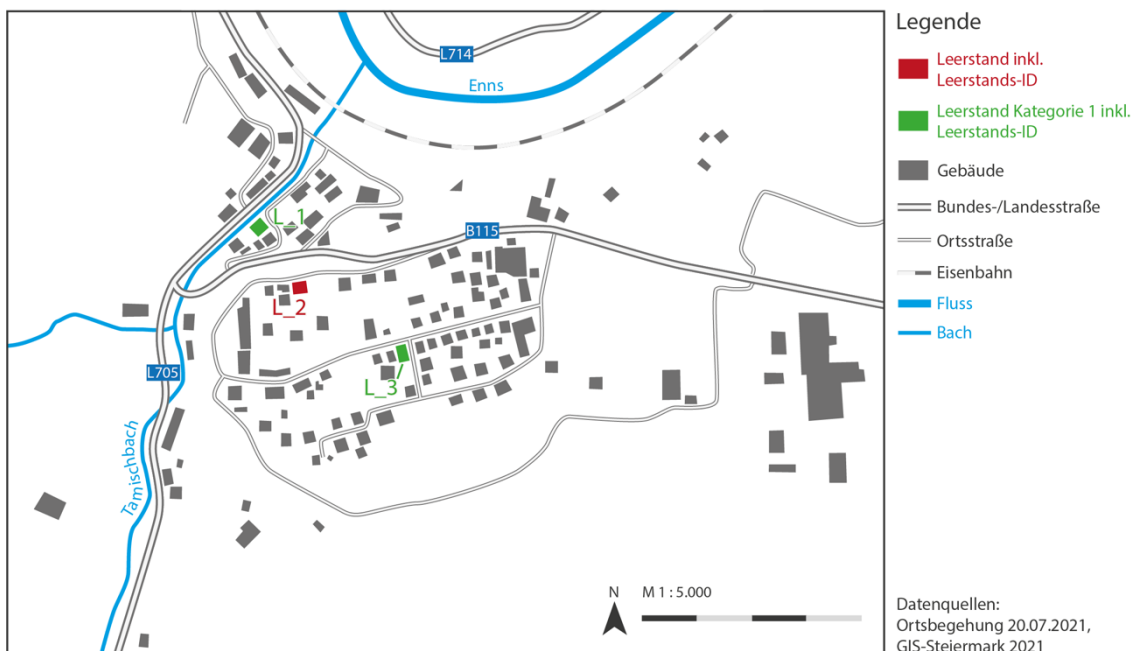 L714
Enns
L_1
B115
L_2
L_3
L705
Tamischbach
N
M 1 : 5.000
Legende
Leerstand inkl.
Leerstands-ID
Leerstand Kategorie 1 inkl.
Leerstands-ID
Gebäude
Bundes-/Landesstraße
Ortsstraße
Eisenbahn
Fluss
Bach
Datenquellen:
Ortsbegehung 20.07.2021,
GIS-Steiermark 2021